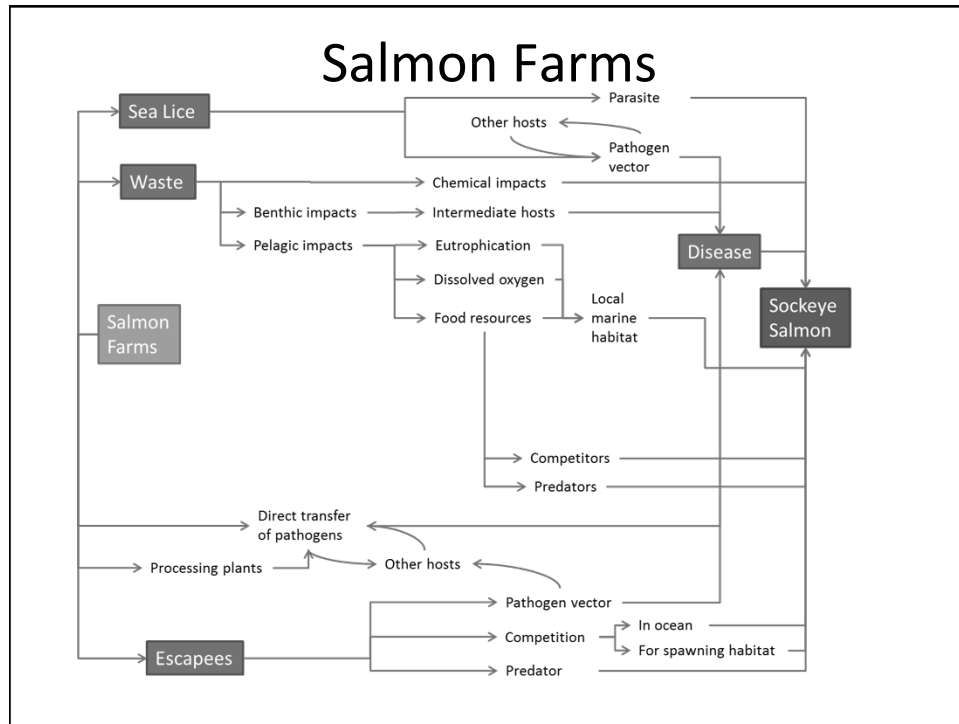 Salmon Farms
Sea Lice
Parasite
Other hosts
Pathogen
vector
Waste
Chemical impacts
Benthic impacts
Intermediate hosts
Pelagic impacts
Eutrophication
Disease
Dissolved oxygen
Food resources
Local
marine
habitat
Sockeye
Salmon
Salmon
Farms
Competitors
Predators
Direct transfer
of pathogens
Other hosts
Processing plants
Pathogen vector
In ocean
Competition
For spawning habitat
Escapees
Predator